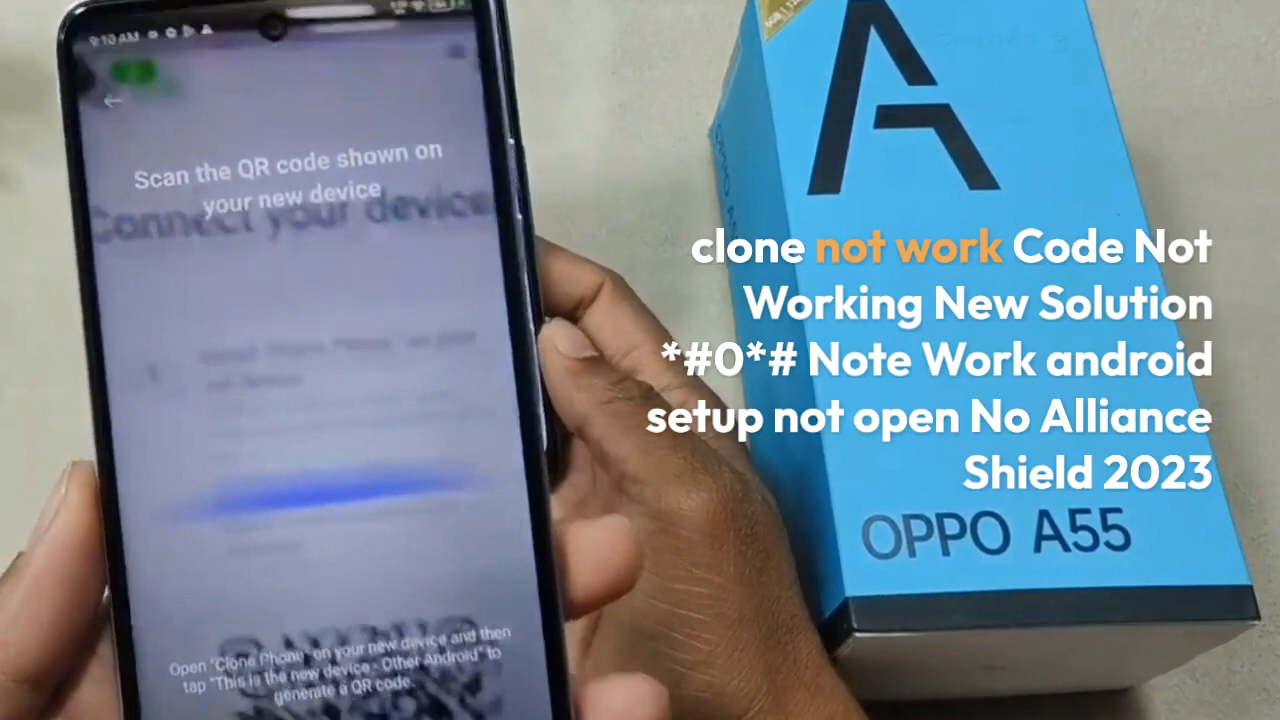 9:10 AM
Scan the QR code shown on
your new device
Connect your device
Open "Clone Phone" on your new device and then
tap "This is the new device - Other Android" to
generate a QR code.
A
OPPO A55
clone not work Code Not
Working New Solution
*#0*# Note Work android
setup not open No Alliance
Shield 2023